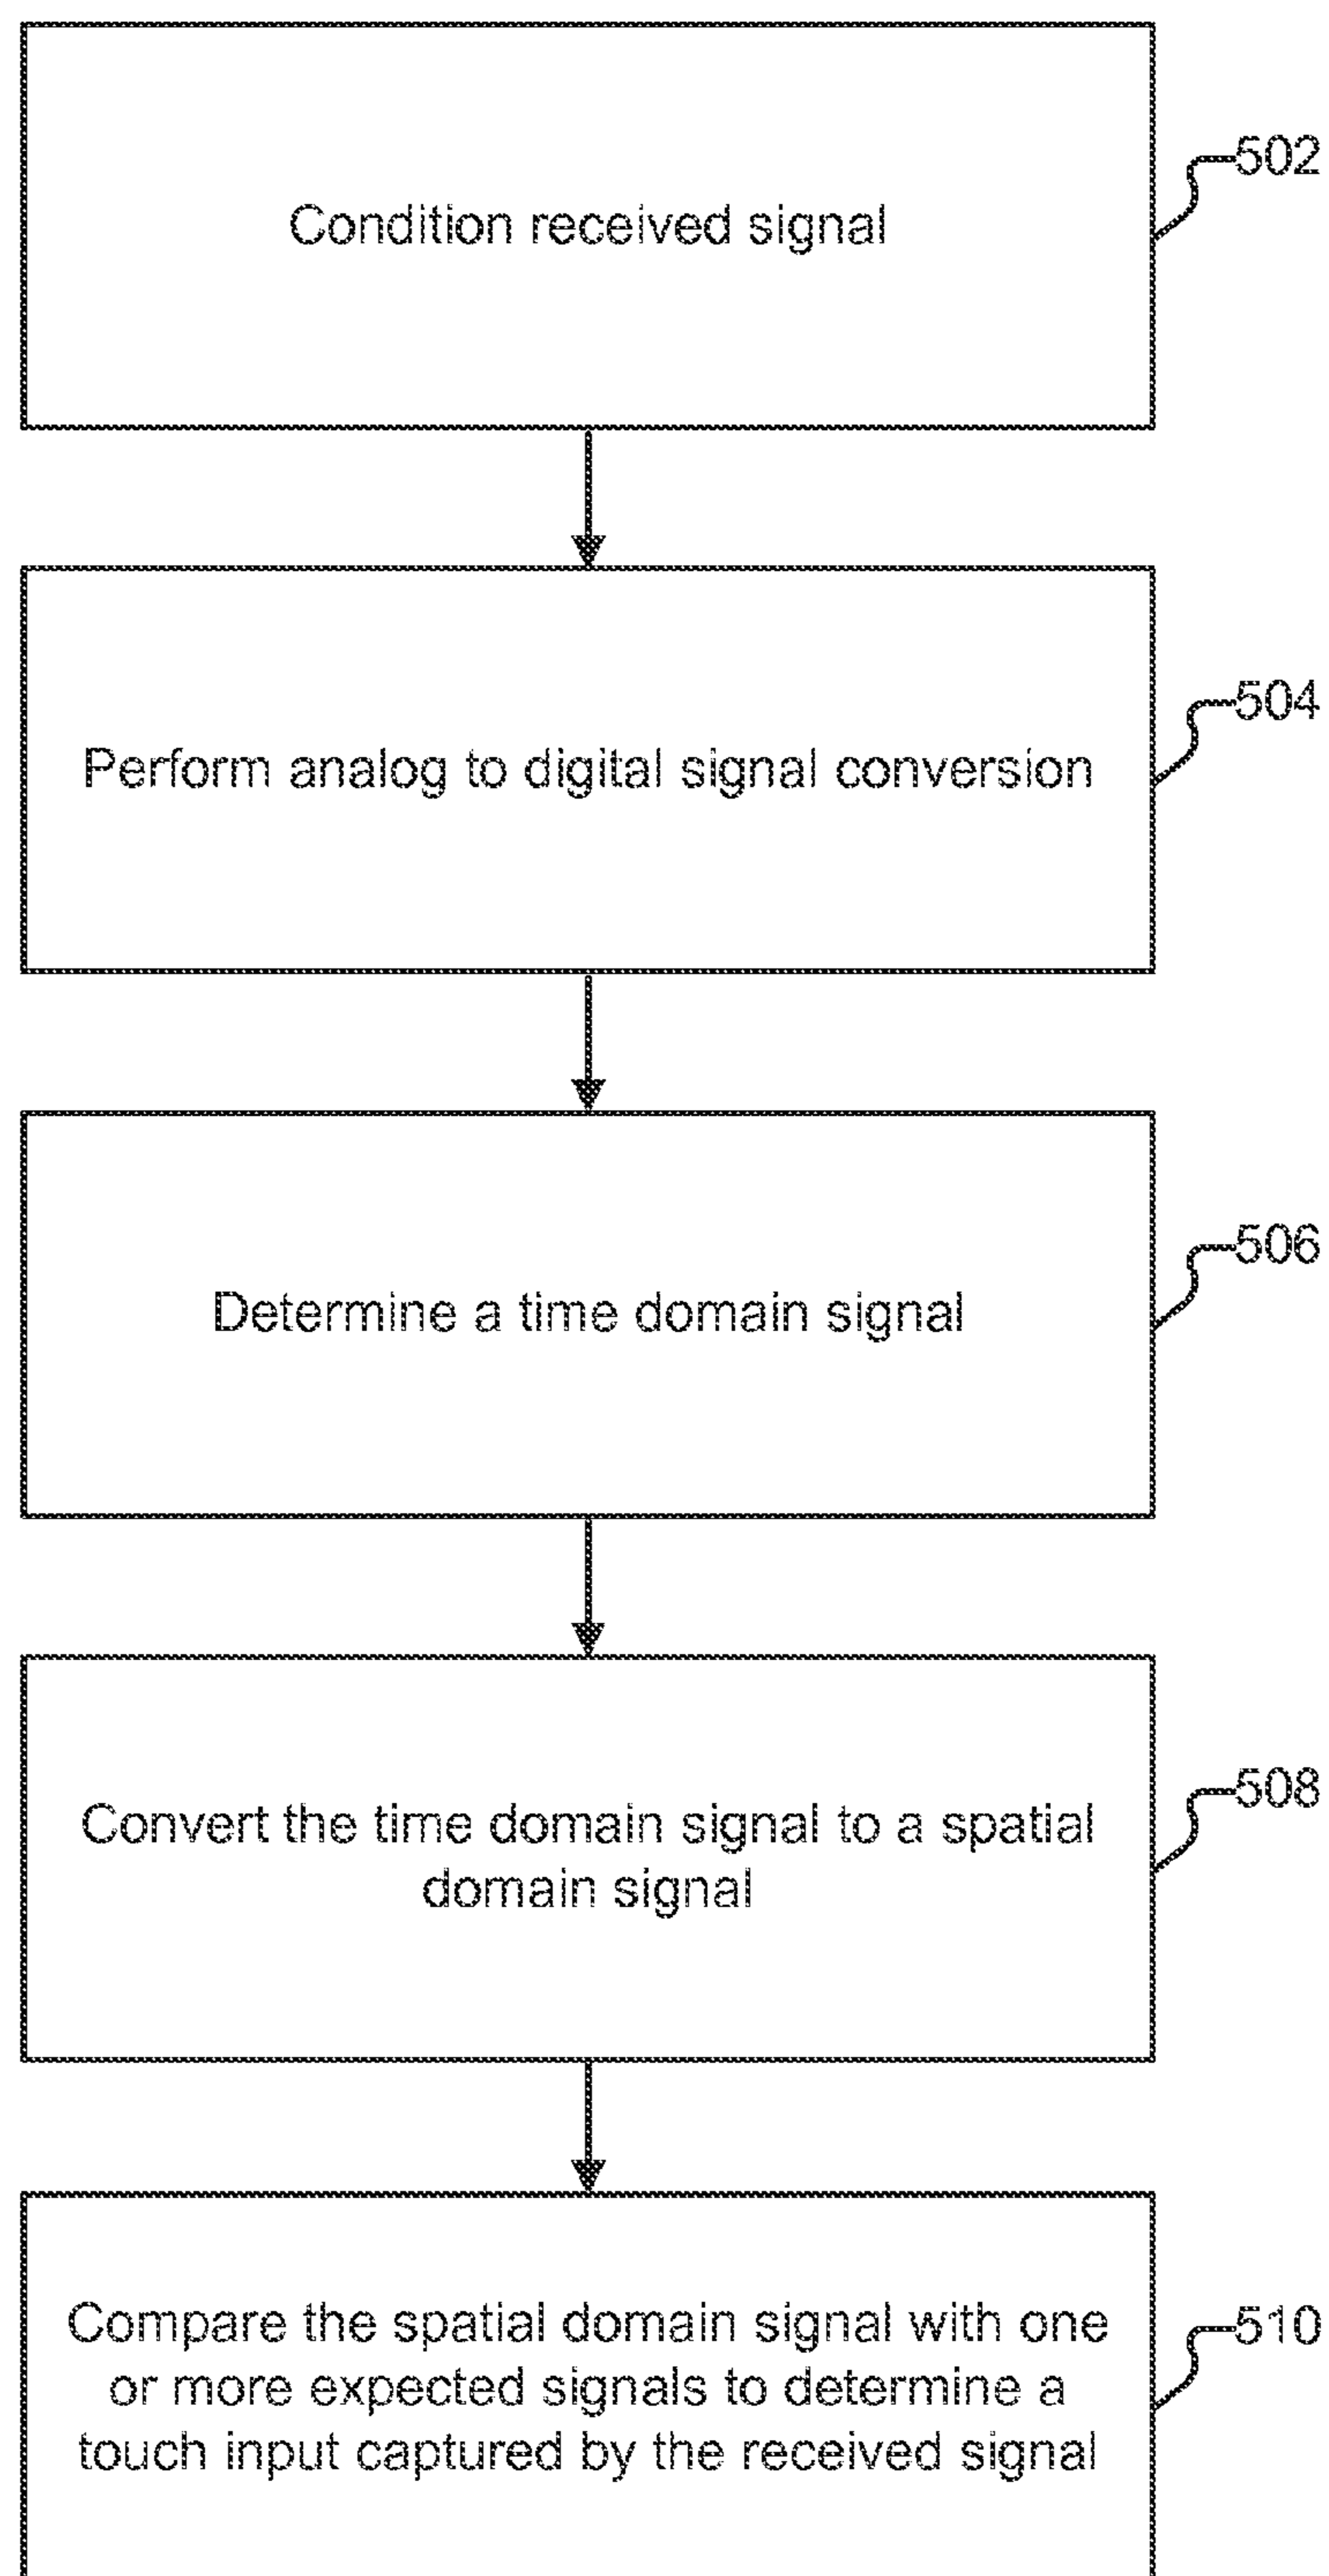 Condition received signal
502
Perform analog to digital signal conversion
504
Determine a time domain signal
506
Convert the time domain signal to a spatial
domain signal
508
Compare the spatial domain signal with one
or more expected signals to determine a
touch input captured by the received signal
510